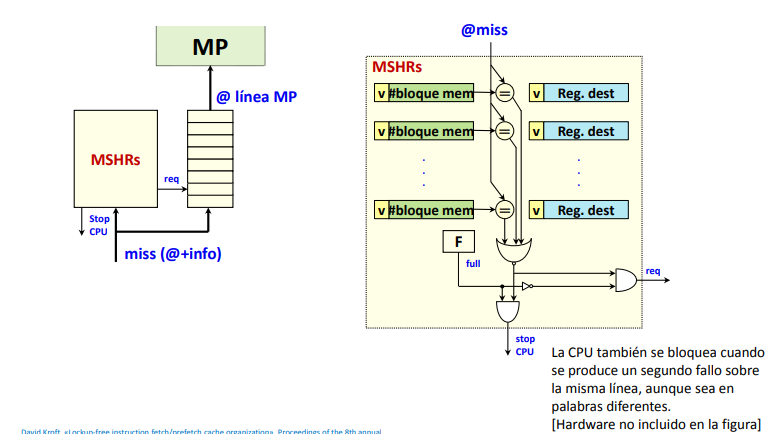 MP
@ línea MP
MSHRs
req
Stop
CPU
miss (@+info)
@miss
MSHRs
v #bloque mem = v Reg. dest
v #bloque mem = v Reg. dest
. .
. .
. .
v #bloque mem = v Reg. dest
F
full
req
stop
CPU
La CPU también se bloquea cuando
se produce un segundo fallo sobre
la misma línea, aunque sea en
palabras diferentes.
[Hardware no incluido en la figura]
David Kroft. «Lockup-free instruction fetch/prefetch cache organization». Proceedings of the 8th annual